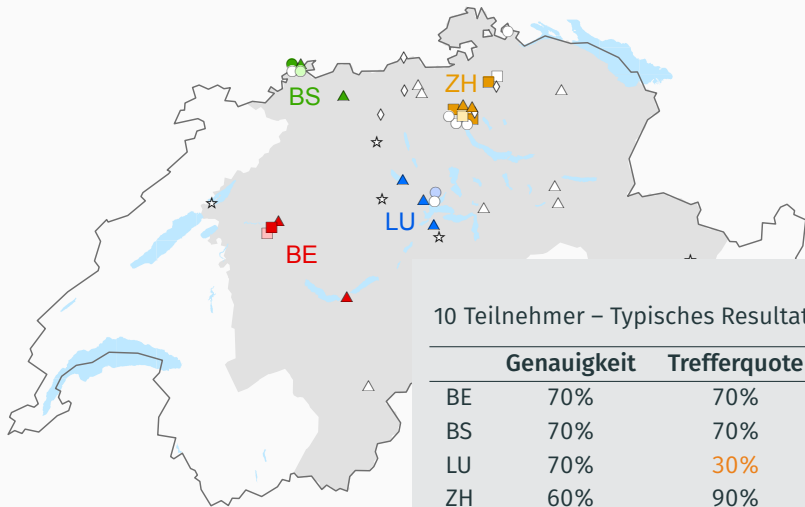 ZH
BS
LU
BE
10 Teilnehmer – Typisches Resultat
Genauigkeit Trefferquote
BE 70% 70%
BS 70% 70%
LU 70% 30%
ZH 60% 90%